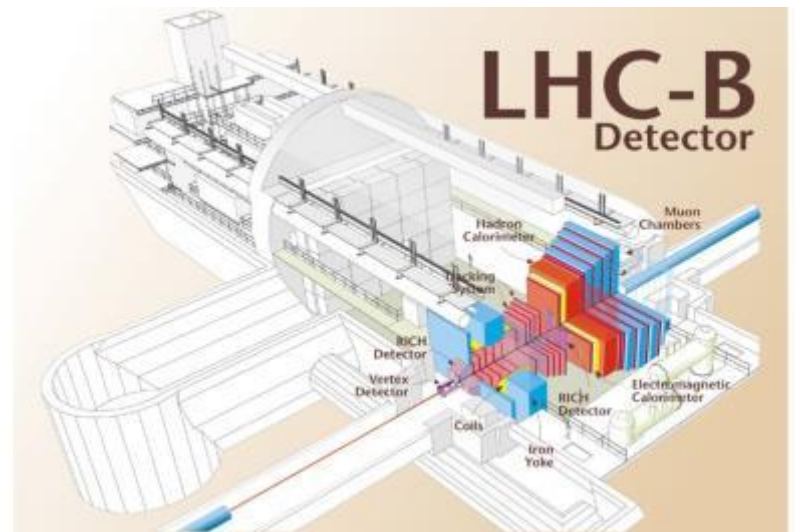 LHC-B
Detector
Muon
Chambers
Hadron
Calorimeter
Tracking
System
RICH
Detector
Vertex
Detector
Electromagnetic
Calorimeter
RICH
Detector
Coils
Iron
Yoke